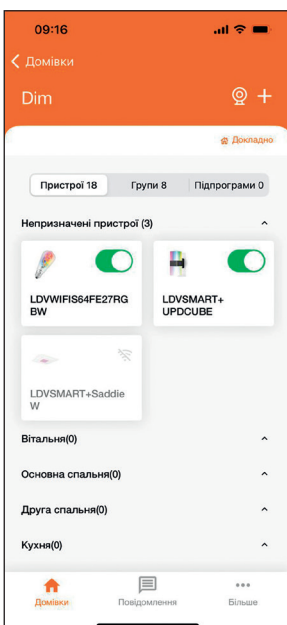 09:16
Домівки
Dim
Докладно
Пристрої 18 Групи 8 Підпрограми 0
Непризначені пристрої (3)
LDVWIFIS64FE27RG
BW
LDVSMART+
UPDCUBE
LDVSMART+Saddie
W
Вітальня(0)
Основна спальня(0)
Друга спальня(0)
Кухня(0)
Домівки Повідомлення Більше